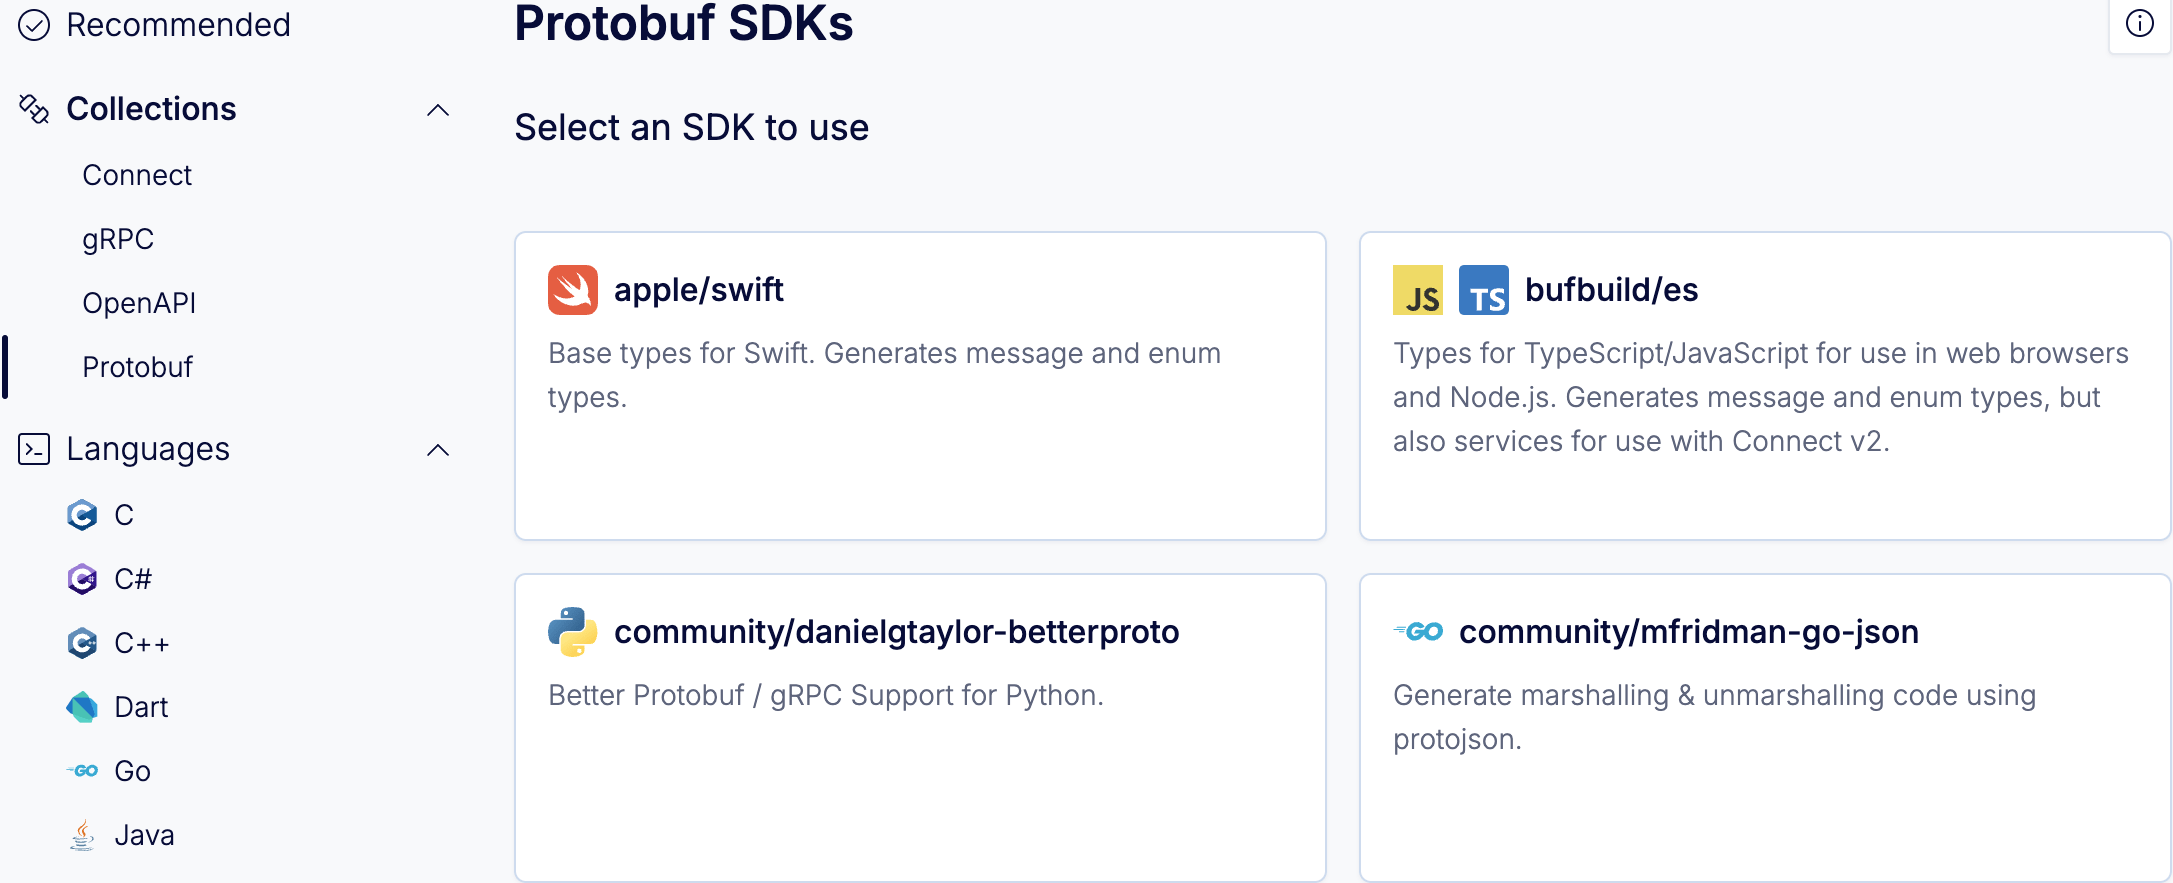 Recommended
Collections
Connect
gRPC
OpenAPI
Protobuf
Languages
C
C#
C++
Dart
Go
Java
Protobuf SDKs
Select an SDK to use
apple/swift
Base types for Swift. Generates message and enum
types.
JS TS bufbuild/es
Types for TypeScript/JavaScript for use in web browsers
and Node.js. Generates message and enum types, but
also services for use with Connect v2.
community/danielgtaylor-betterproto
Better Protobuf / gRPC Support for Python.
GO community/mfridman-go-json
Generate marshalling & unmarshalling code using
protojson.